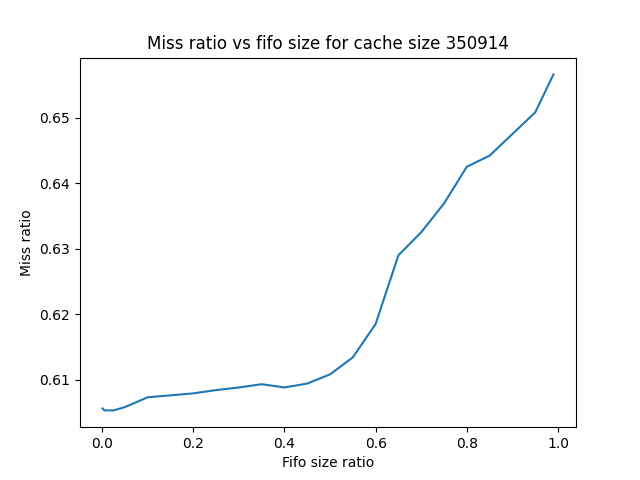 Miss ratio vs fifo size for cache size 350914
0.65
0.64
0.63
0.62
0.61
Miss ratio
0.0 0.2 0.4 0.6 0.8 1.0
Fifo size ratio